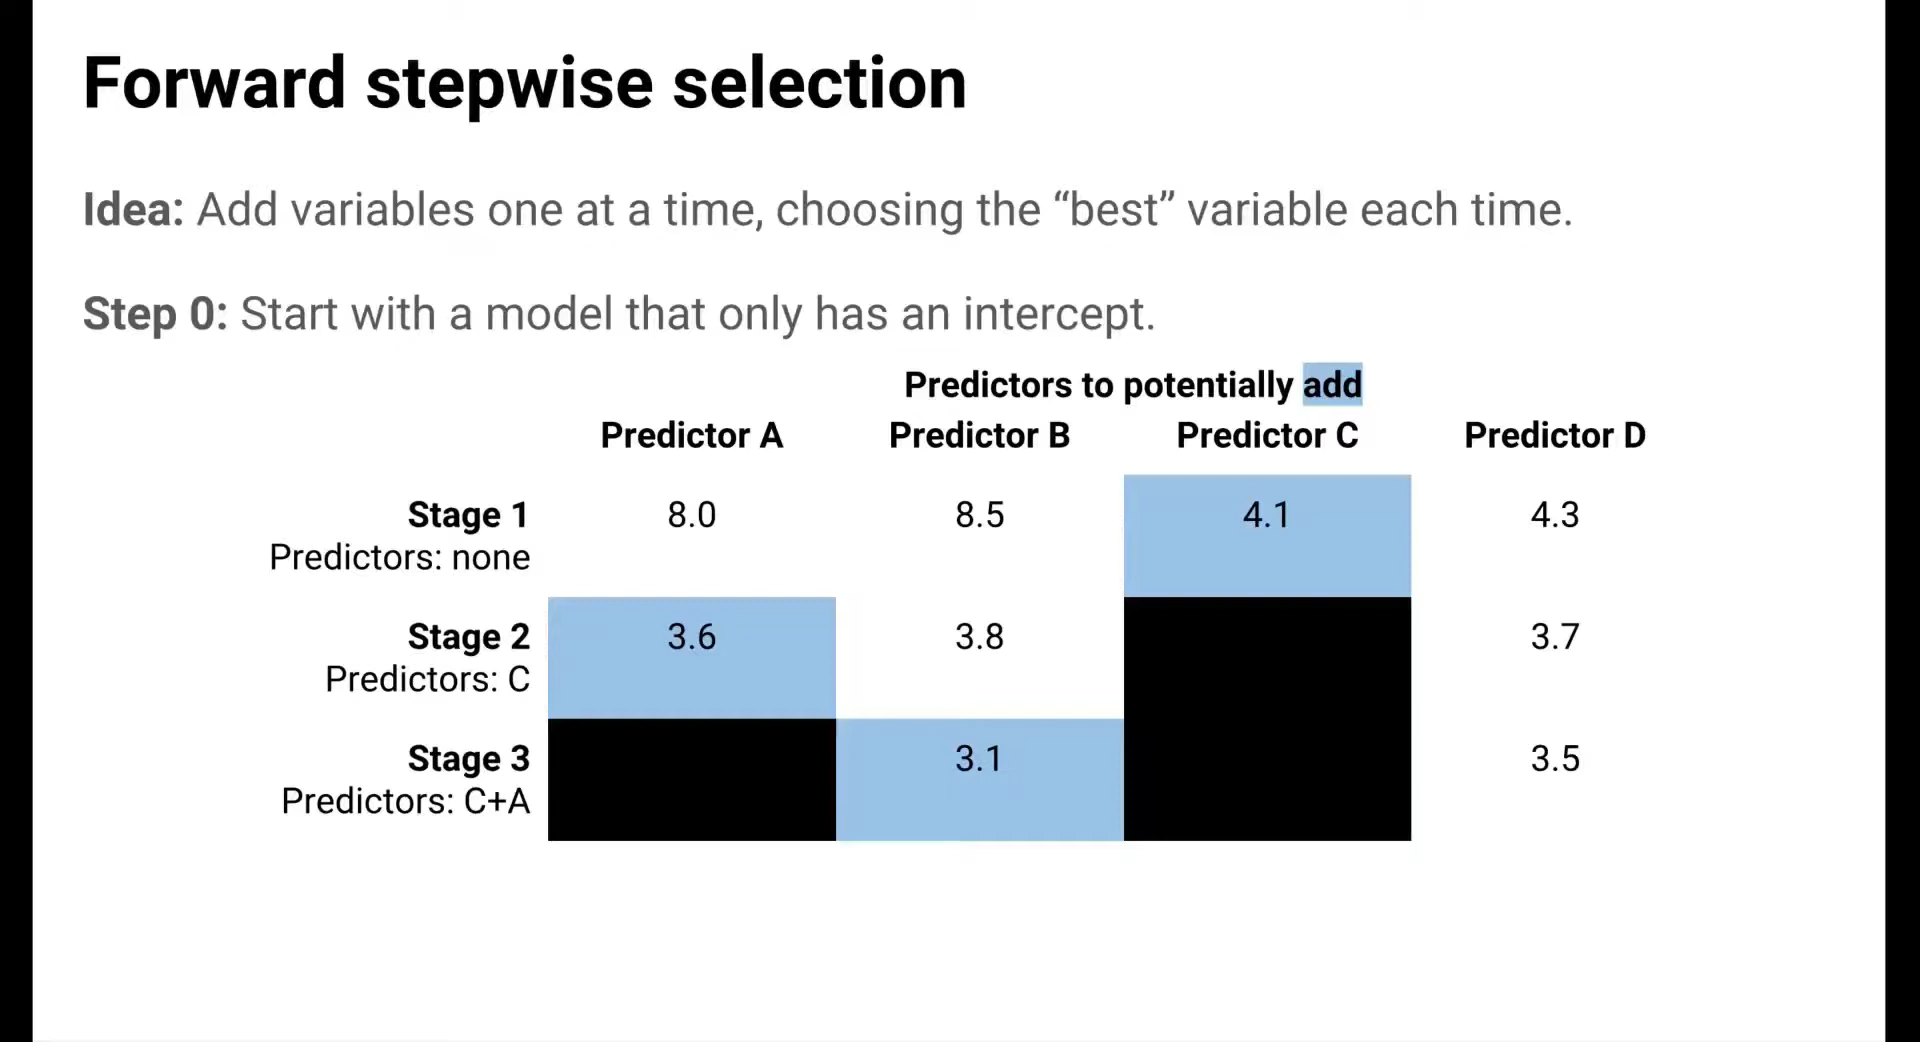 Forward stepwise selection
Idea: Add variables one at a time, choosing the “best” variable each time.
Step 0: Start with a model that only has an intercept.
Predictors to potentially add
Predictor A Predictor B Predictor C Predictor D
Stage 1 8.0 8.5 4.1 4.3
Predictors: none
Stage 2 3.6 3.8 3.7
Predictors: C
Stage 3 3.1 3.5
Predictors: C+A